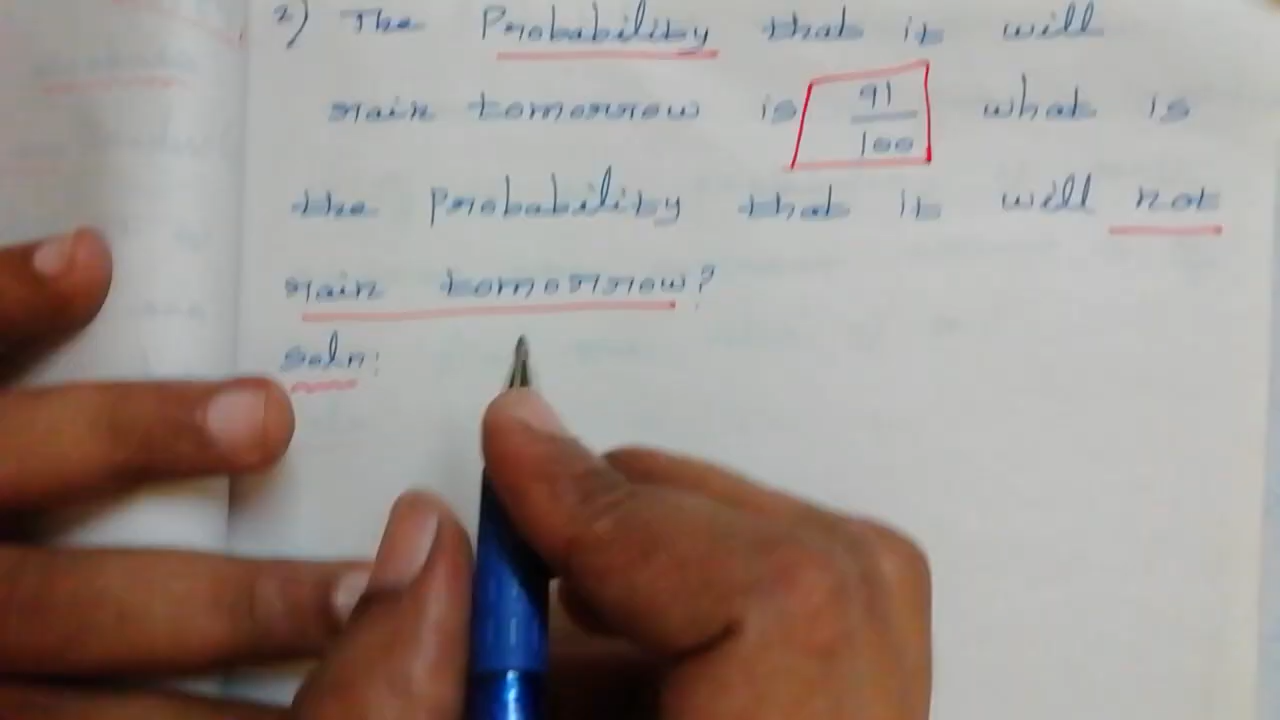 2) The Probability that it will
rain tomorrow is 91/100 what is
the Probability that it will not
rain tomorrow?
soln: